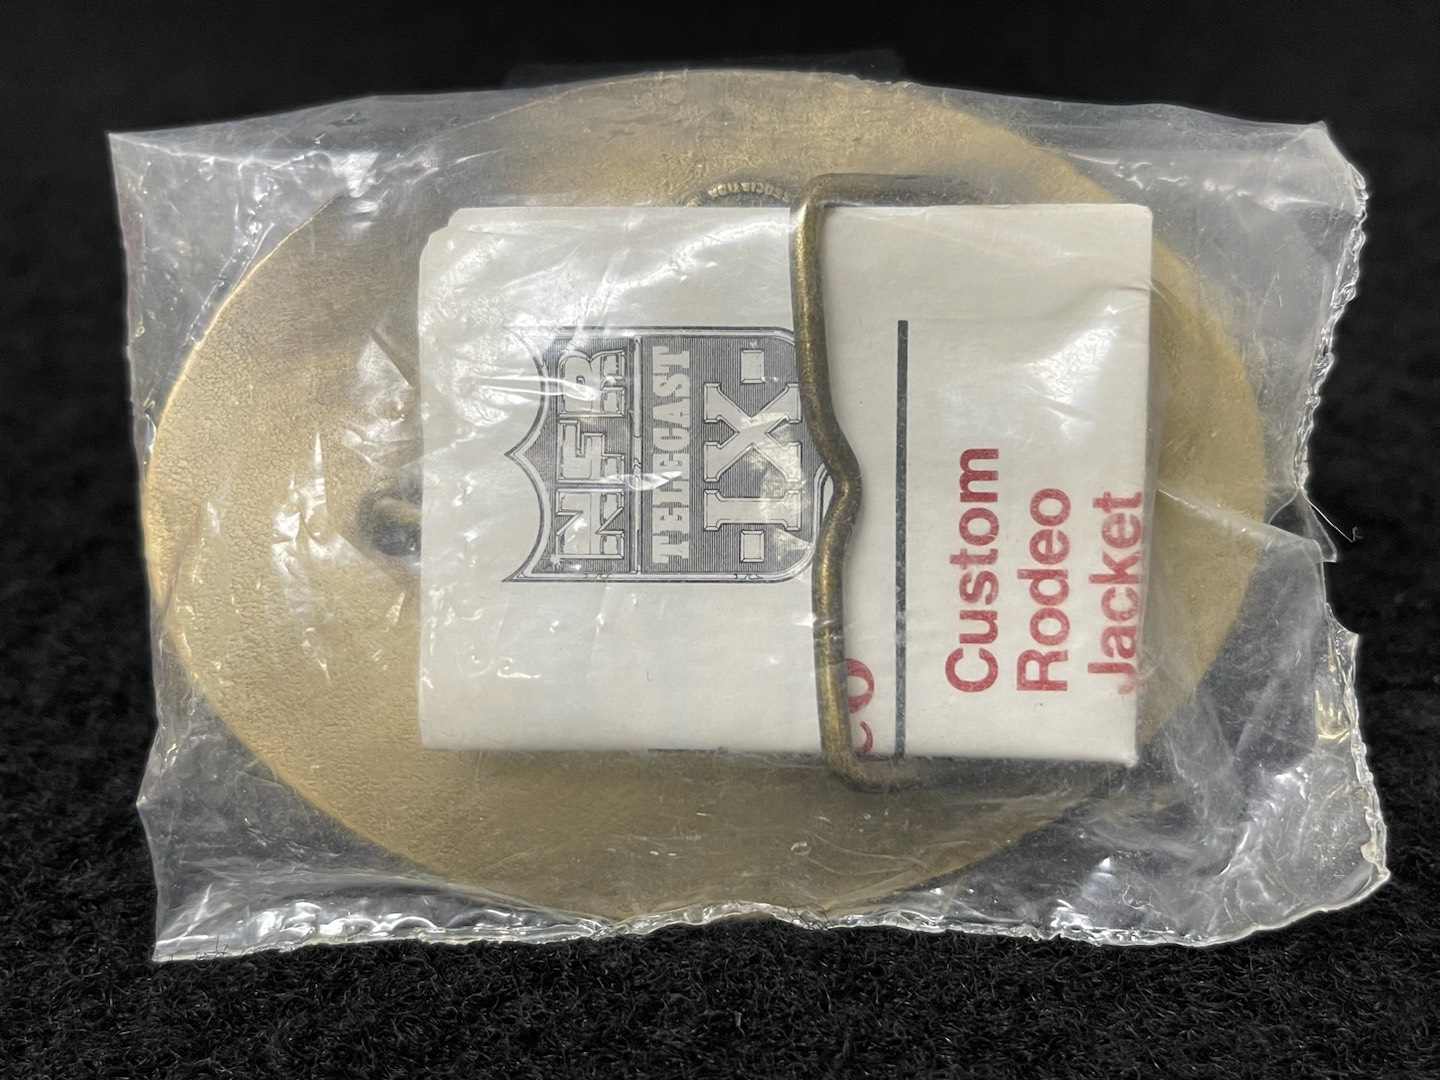 NFR
TELECAST
·IX·
Custom
Rodeo
Jacket